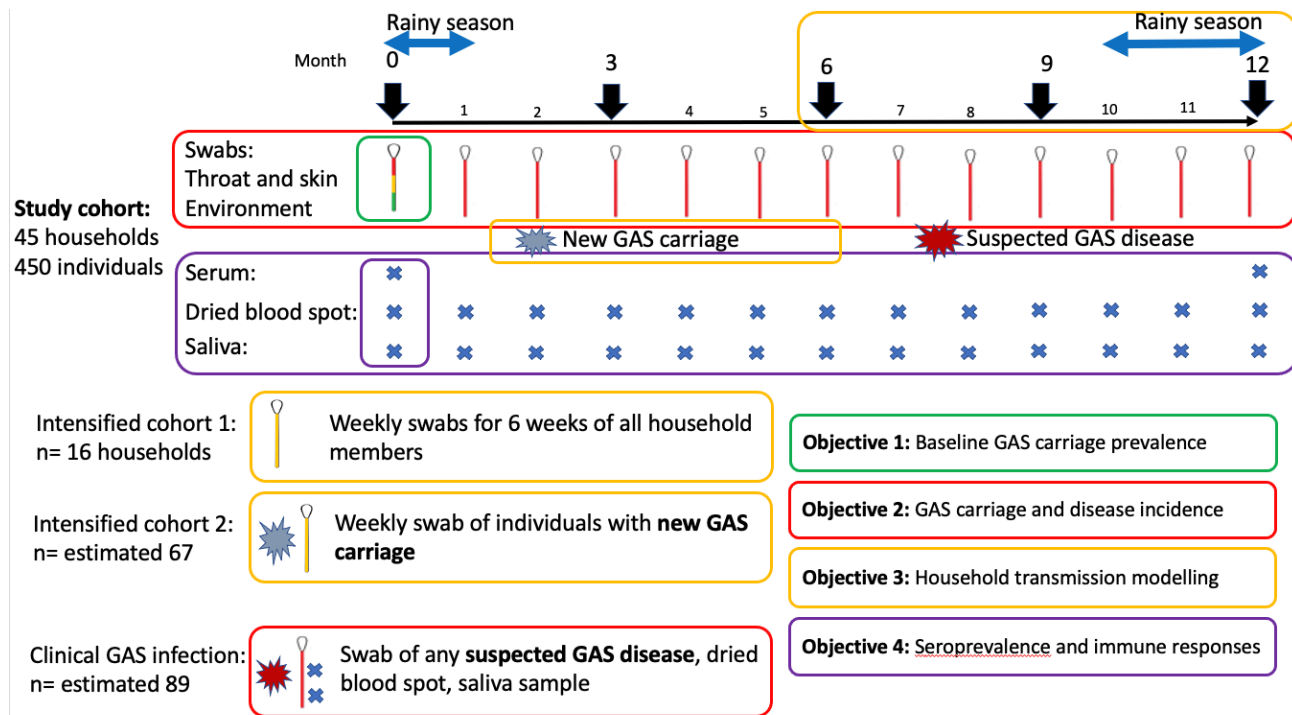 Rainy season
Rainy season
Month
0
3
6
9
12
1
2
4
5
7
8
10
11
Swabs:
Throat and skin
Environment
Study cohort:
45 households
450 individuals
New GAS carriage
Suspected GAS disease
Serum:
Dried blood spot:
Saliva:
Intensified cohort 1:
n= 16 households
Weekly swabs for 6 weeks of all household
members
Intensified cohort 2:
n= estimated 67
Weekly swab of individuals with new GAS
carriage
Clinical GAS infection:
n= estimated 89
Swab of any suspected GAS disease, dried
blood spot, saliva sample
Objective 1: Baseline GAS carriage prevalence
Objective 2: GAS carriage and disease incidence
Objective 3: Household transmission modelling
Objective 4: Seroprevalence and immune responses